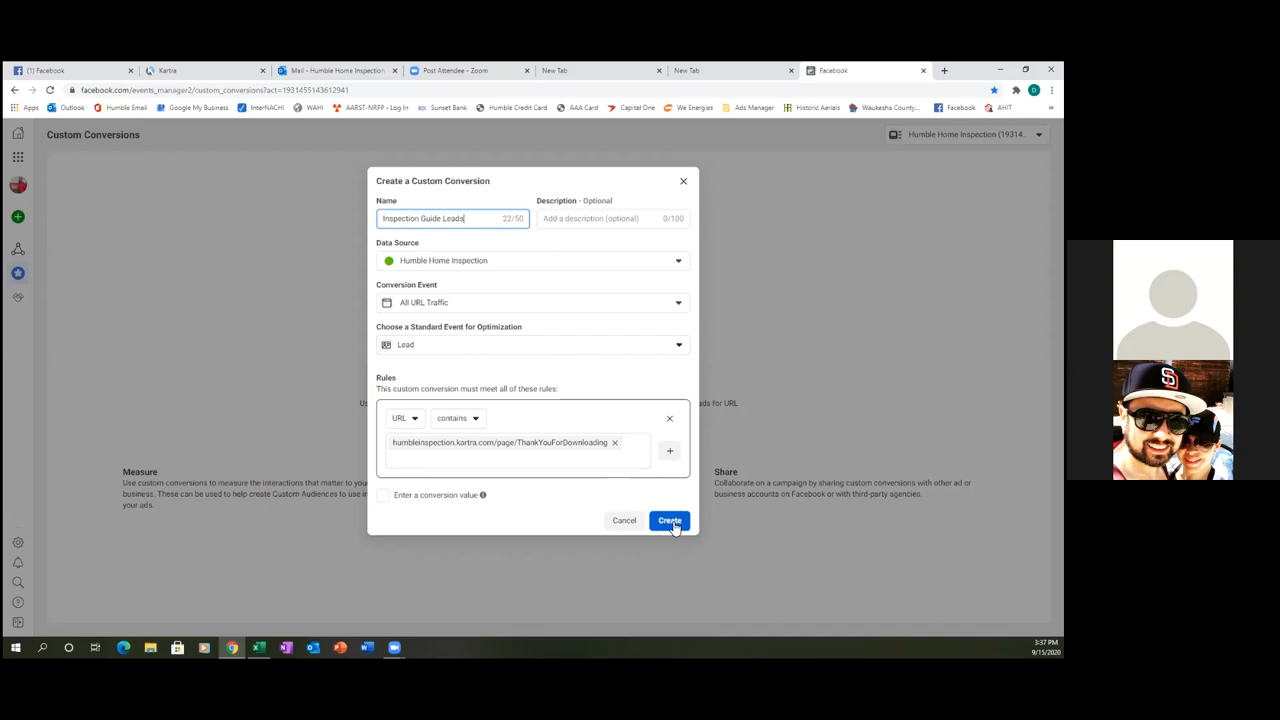 (1) Facebook
Kartra
Mail - Humble Home Inspection
Post Attendee - Zoom
New Tab
New Tab
Facebook
facebook.com/events_manager2/custom_conversions?act=1931455143612941
Apps
Outlook
Humble Email
Google My Business
InterNACHI
WAHI
AARST-NRPP › Log In
Sunset Bank
Humble Credit Card
AAA Card
Capital One
We Energies
Ads Manager
Historic Aerials
Waukesha County...
Facebook
AHIT
»
Custom Conversions
Humble Home Inspection (19314...
Create a Custom Conversion
Name
Description - Optional
Inspection Guide Leads 22/50
Add a description (optional) 0/100
Data Source
Humble Home Inspection
Conversion Event
All URL Traffic
Choose a Standard Event for Optimization
Lead
Rules
This custom conversion must meet all of these rules:
URL contains
ads for URL
humbleinspection.kartra.com/page/ThankYouForDownloading
Enter a conversion value
Cancel Create
Measure
Use custom conversions to measure the interactions that matter to your
business. These can be used to help create Custom Audiences to use in
your ads.
Share
Collaborate on a campaign by sharing custom conversions with other ad
accounts on Facebook or with third-party agencies.
3:37 PM
9/15/2020